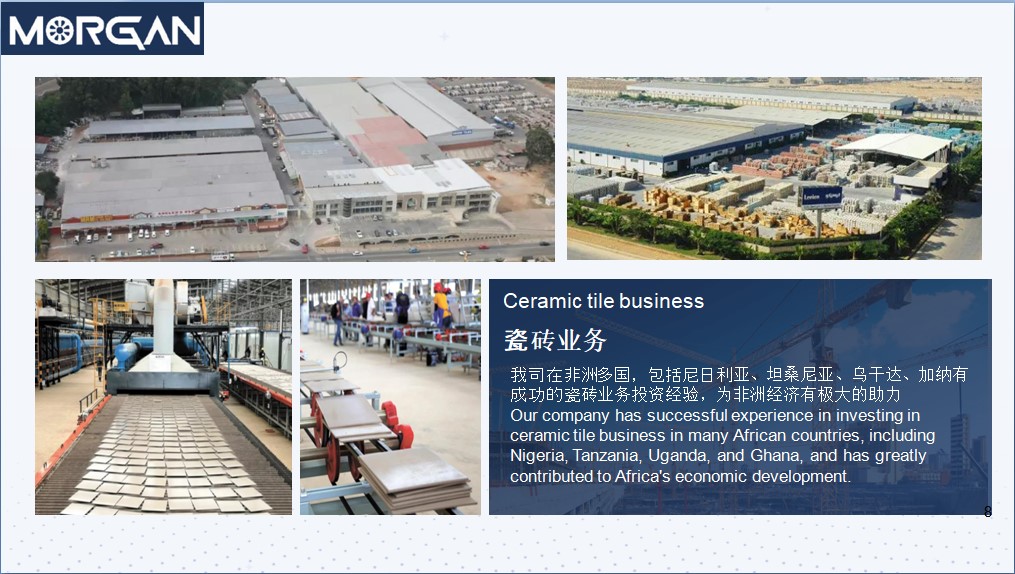 MORGAN
Ceramic tile business
瓷砖业务
我司在非洲多国，包括尼日利亚、坦桑尼亚、乌干达、加纳有
成功的瓷砖业务投资经验，为非洲经济有极大的助力
Our company has successful experience in investing in
ceramic tile business in many African countries, including
Nigeria, Tanzania, Uganda, and Ghana, and has greatly
contributed to Africa's economic development.
8